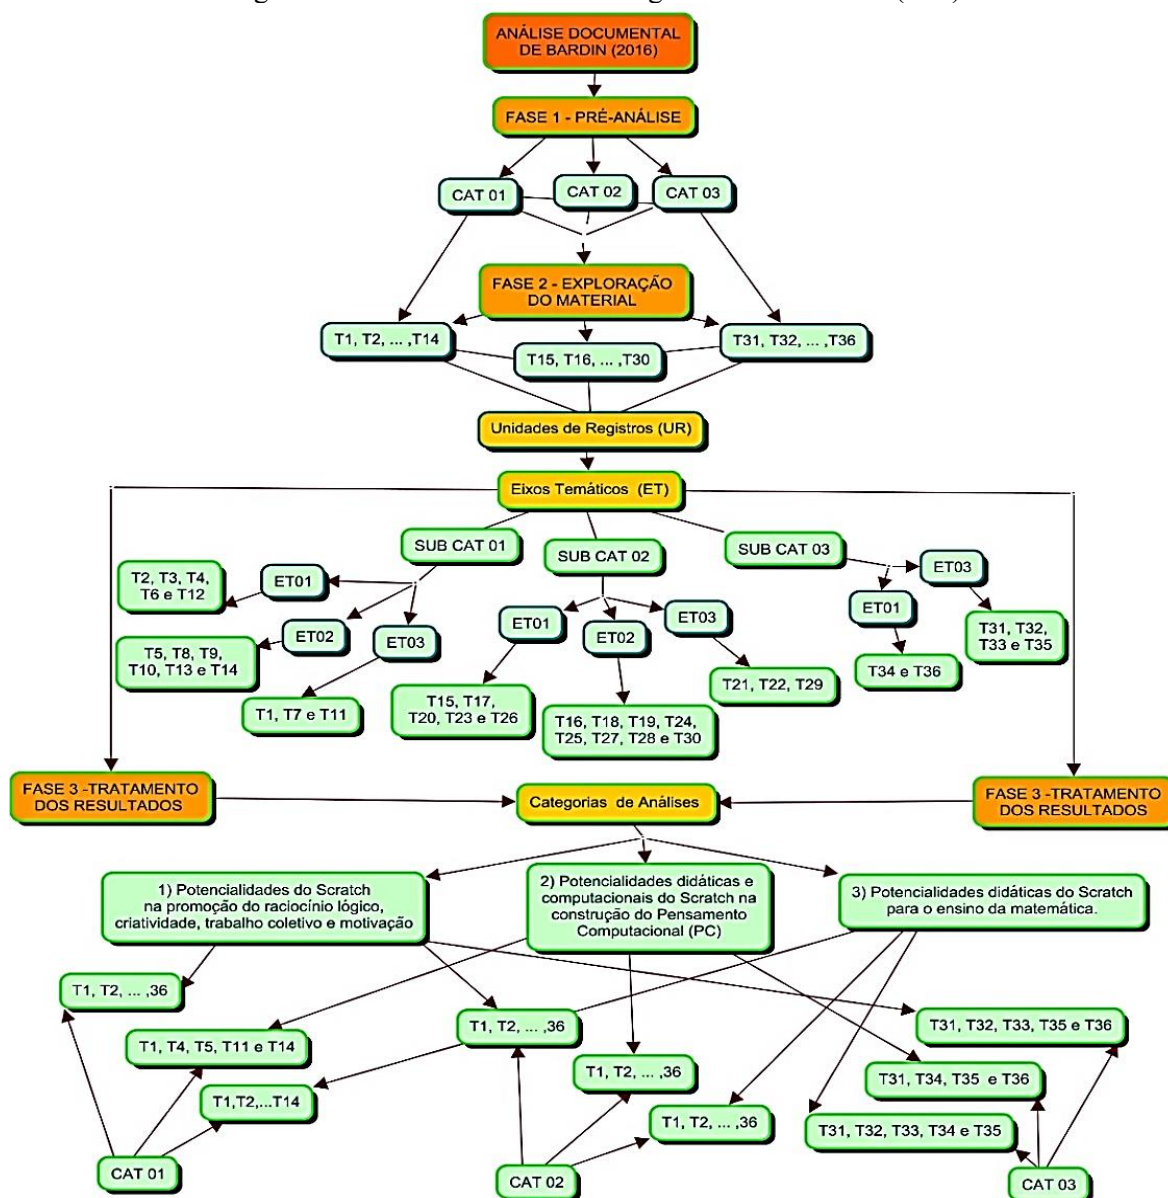 ANÁLISE DOCUMENTAL
DE BARDIN (2016)
FASE 1 - PRÉ-ANÁLISE
CAT 01
CAT 02
CAT 03
FASE 2 - EXPLORAÇÃO
DO MATERIAL
T1, T2, ... ,T14
T15, T16, ... ,T30
T31, T32, ... ,T36
Unidades de Registros (UR)
Eixos Temáticos (ET)
SUB CAT 01
SUB CAT 02
SUB CAT 03
ET01
T2, T3, T4,
T6 e T12
ET02
T5, T8, T9,
T10, T13 e T14
ET03
T1, T7 e T11
ET01
T15, T17,
T20, T23 e T26
ET02
T16, T18, T19, T24,
T25, T27, T28 e T30
ET03
T21, T22, T29
ET01
T34 e T36
ET03
T31, T32,
T33 e T35
FASE 3 -TRATAMENTO
DOS RESULTADOS
Categorias de Análises
FASE 3 -TRATAMENTO
DOS RESULTADOS
1) Potencialidades do Scratch
na promoção do raciocínio lógico,
criatividade, trabalho coletivo e motivação
2) Potencialidades didáticas e
computacionais do Scratch na
construção do Pensamento
Computacional (PC)
3) Potencialidades didáticas do Scratch
para o ensino da matemática.
T1, T2, ... ,36
T1, T4, T5, T11 e T14
T1,T2,...T14
T1, T2, ... ,36
T1, T2, ... ,36
T1, T2, ... ,36
T31, T32, T33, T35 e T36
T31, T34, T35 e T36
T31, T32, T33, T34 e T35
CAT 01
CAT 02
CAT 03